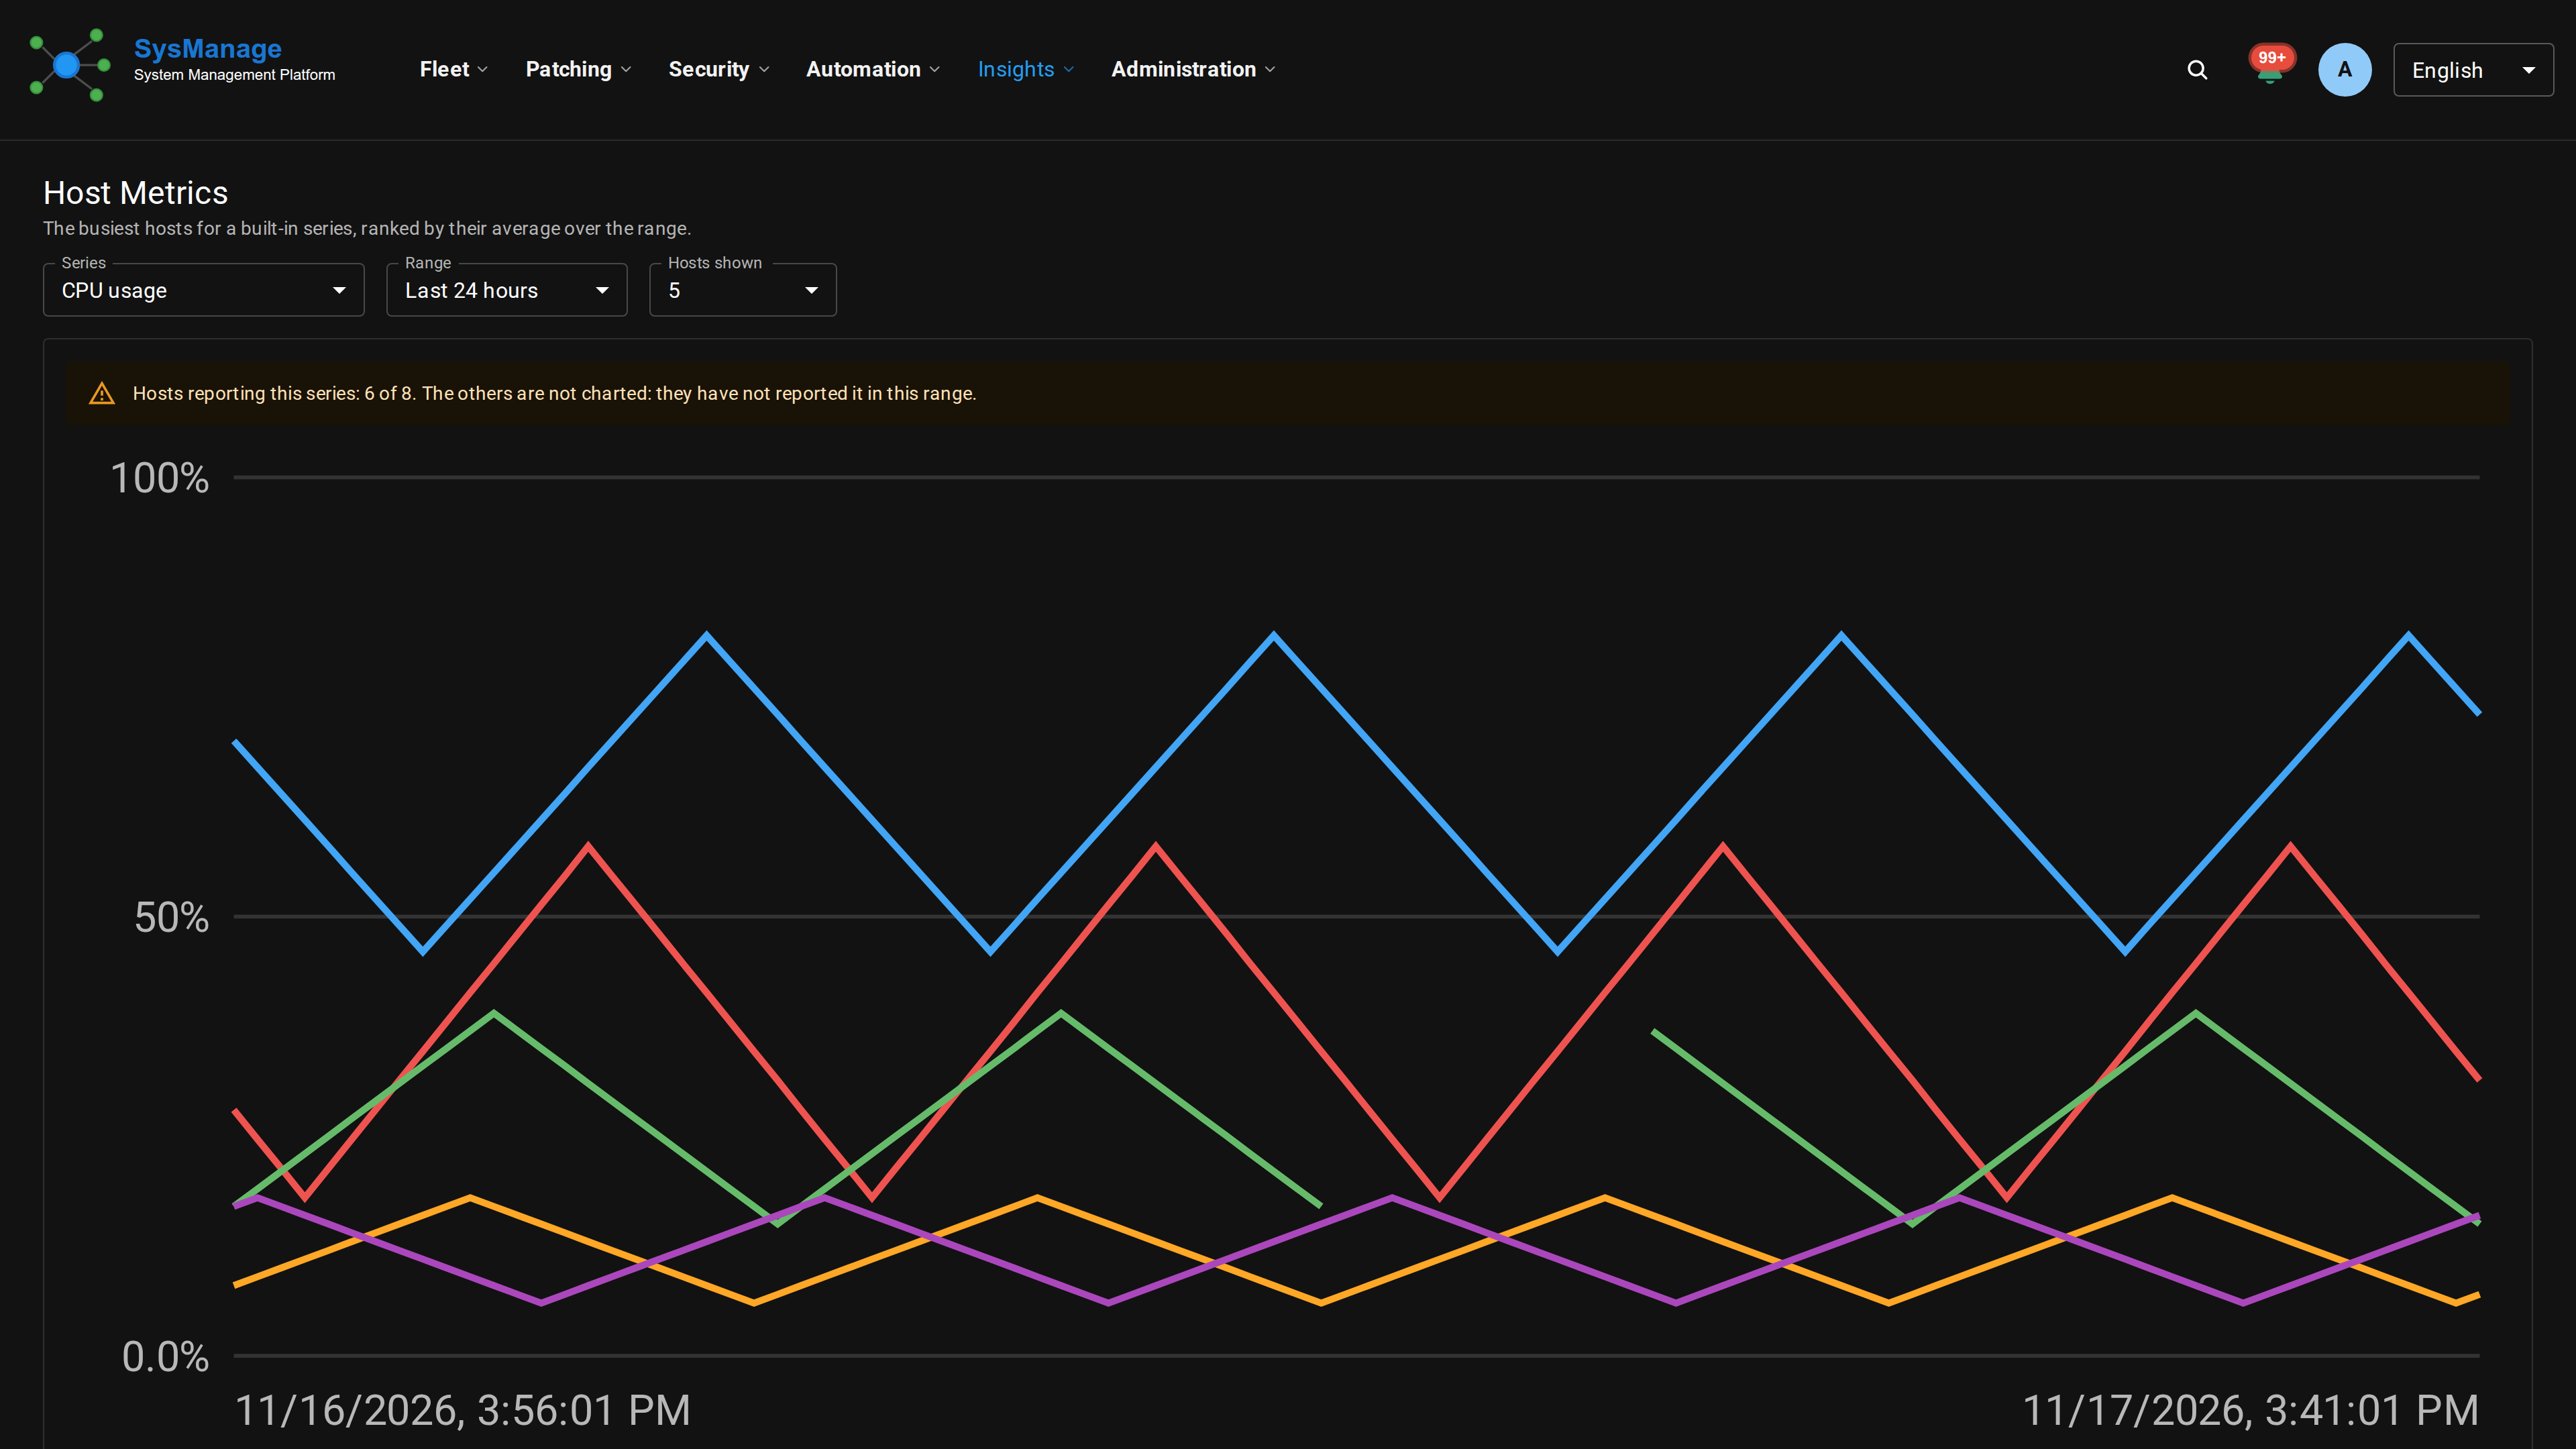 SysManage
System Management Platform
Fleet Patching Security Automation Insights Administration
99+
A
English
Host Metrics
The busiest hosts for a built-in series, ranked by their average over the range.
Series
CPU usage
Range
Last 24 hours
Hosts shown
5
Hosts reporting this series: 6 of 8. The others are not charted: they have not reported it in this range.
100%
50%
0.0%
11/16/2026, 3:56:01 PM
11/17/2026, 3:41:01 PM